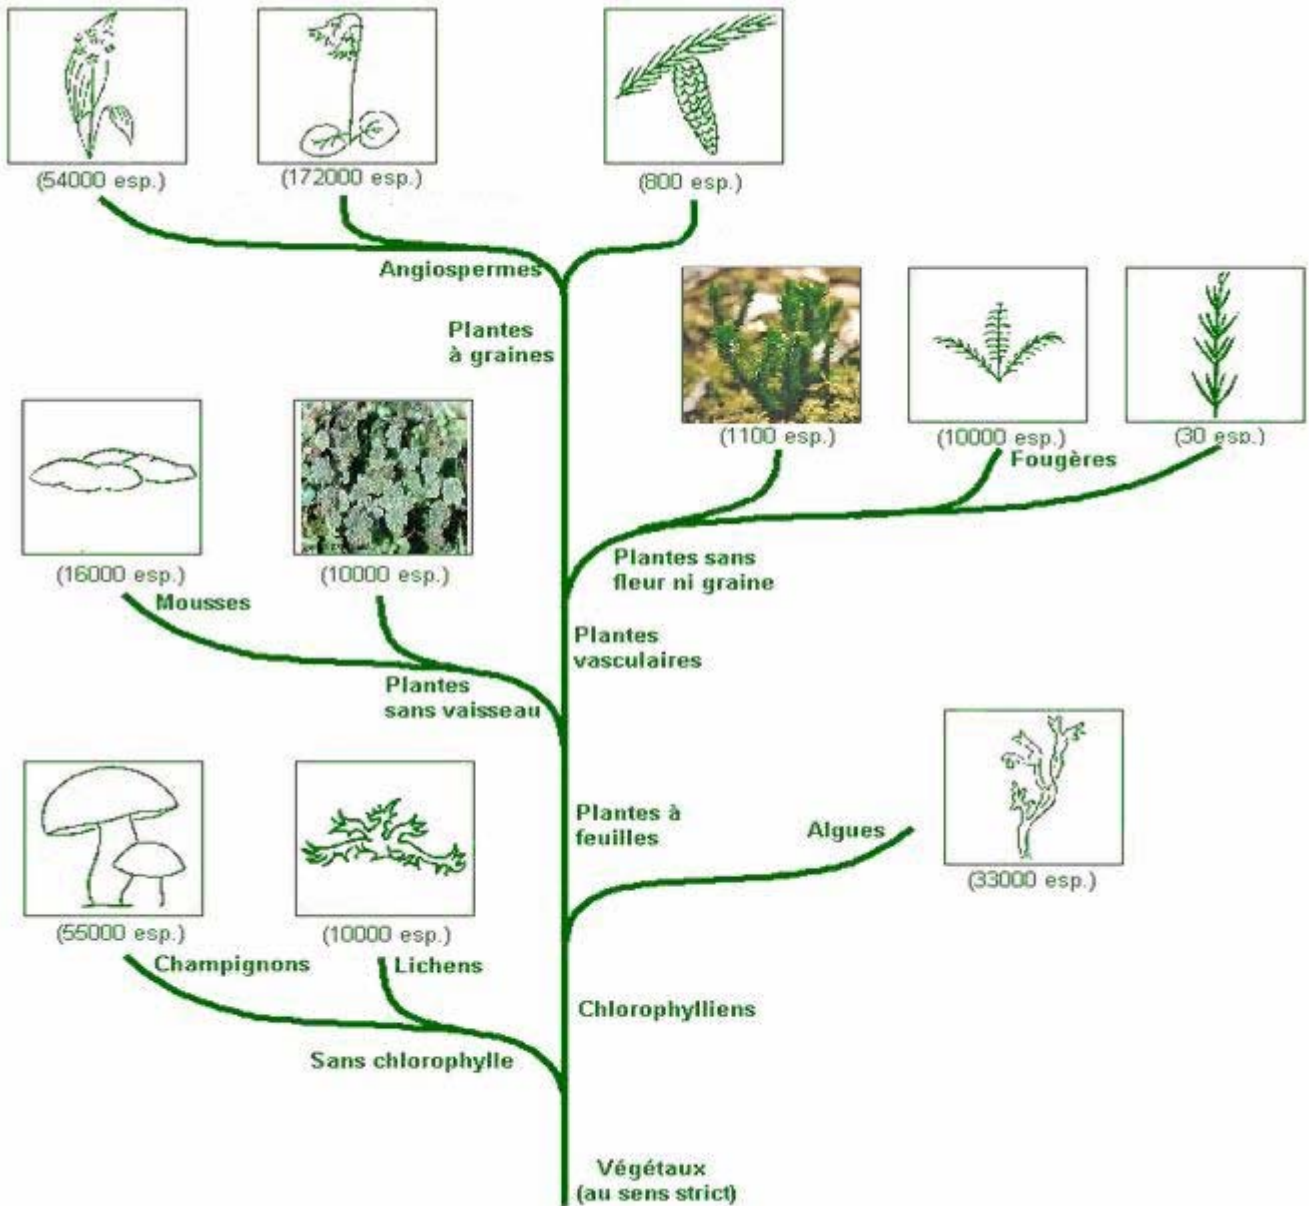 (54000 esp.)
(172000 esp.)
(800 esp.)
Angiospermes
Plantes
à graines
(1100 esp.)
(10000 esp.)
(30 esp.)
Fougères
Plantes sans
fleur ni graine
(16000 esp.)
(10000 esp.)
Mousses
Plantes
vasculaires
Plantes
sans vaisseau
Plantes à
feuilles
Algues
(33000 esp.)
(55000 esp.)
(10000 esp.)
Champignons
Lichens
Chlorophylliens
Sans chlorophylle
Végétaux
(au sens strict)